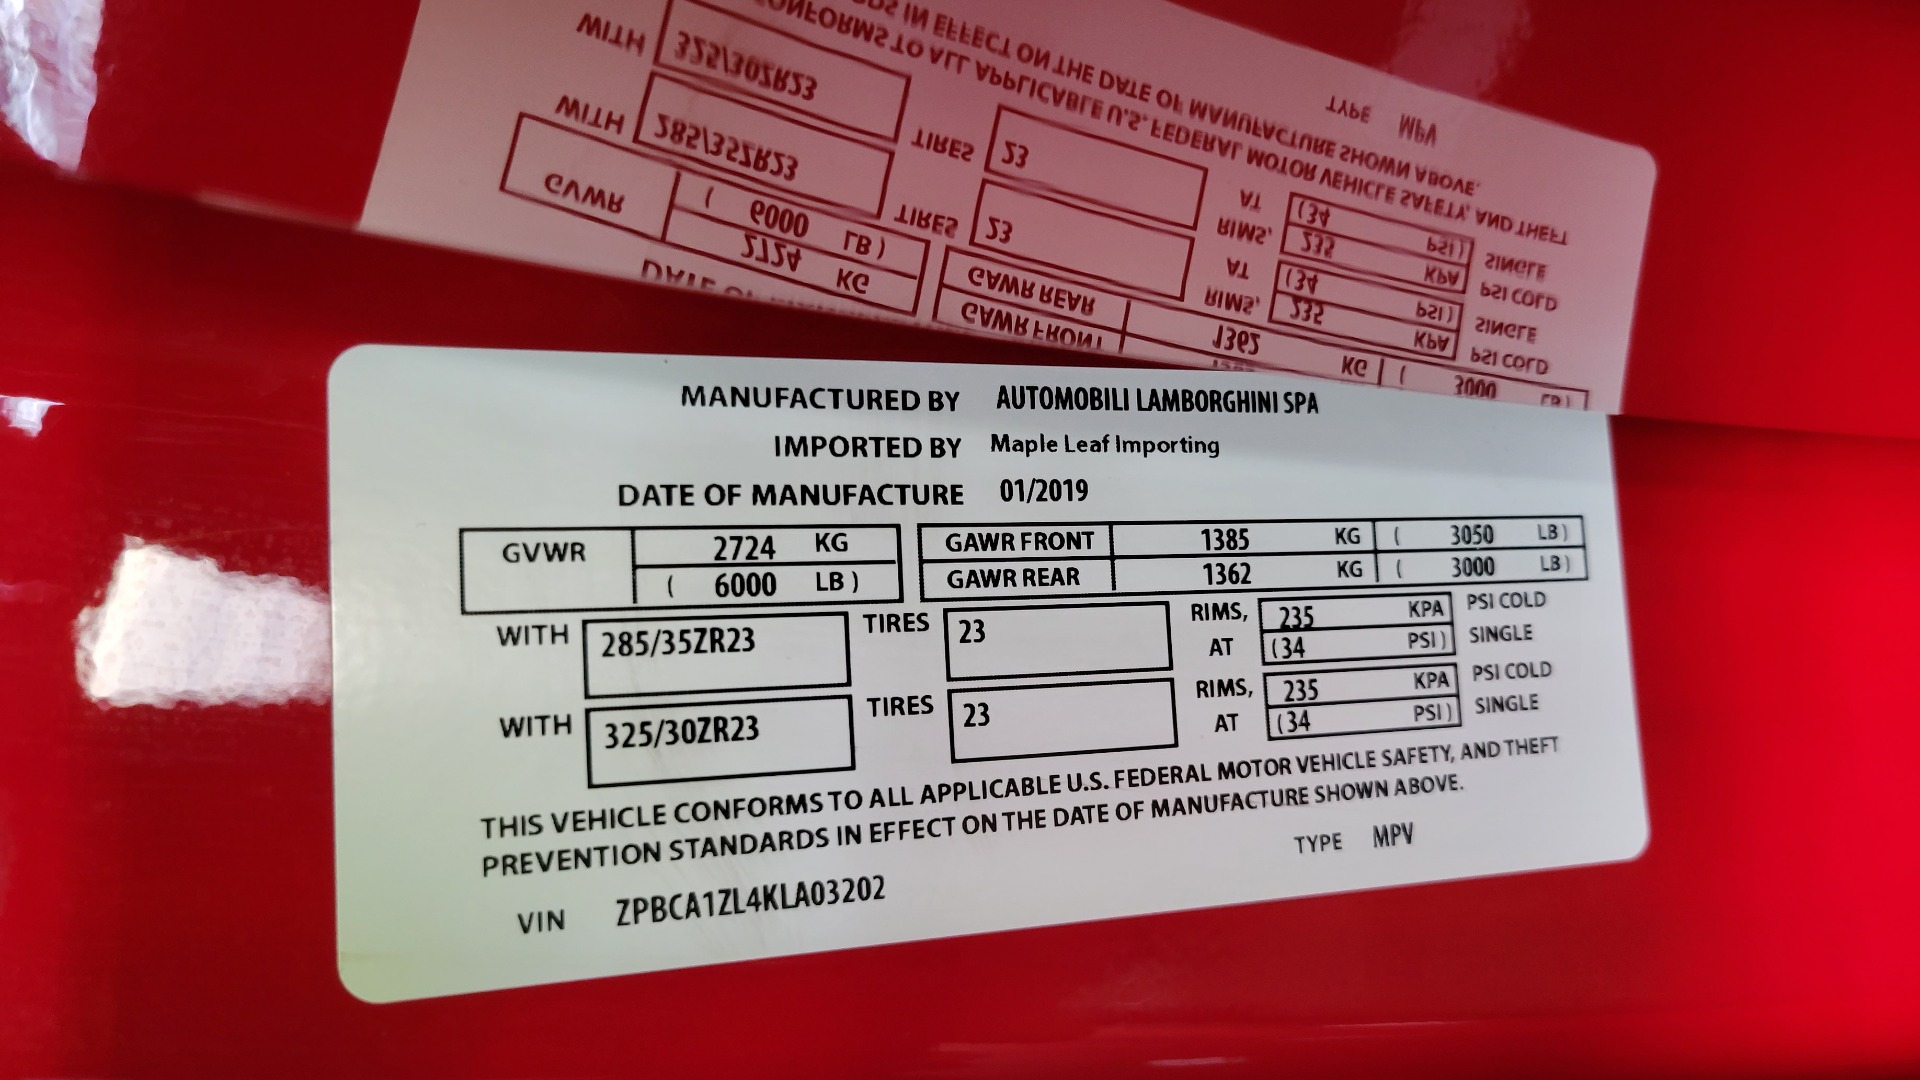 MANUFACTURED BY AUTOMOBILI LAMBORGHINI SPA
IMPORTED BY Maple Leaf Importing
DATE OF MANUFACTURE 01/2019
GVWR 2724 KG
( 6000 LB )
GAWR FRONT 1385 KG ( 3050 LB )
GAWR REAR 1362 KG ( 3000 LB )
WITH 285/35ZR23 TIRES 23 RIMS, 235 KPA PSI COLD
AT (34 PSI) SINGLE
WITH 325/30ZR23 TIRES 23 RIMS, 235 KPA PSI COLD
AT (34 PSI) SINGLE
THIS VEHICLE CONFORMS TO ALL APPLICABLE U.S. FEDERAL MOTOR VEHICLE SAFETY, AND THEFT
PREVENTION STANDARDS IN EFFECT ON THE DATE OF MANUFACTURE SHOWN ABOVE.
TYPE MPV
VIN ZPBCA1ZL4KLA03202